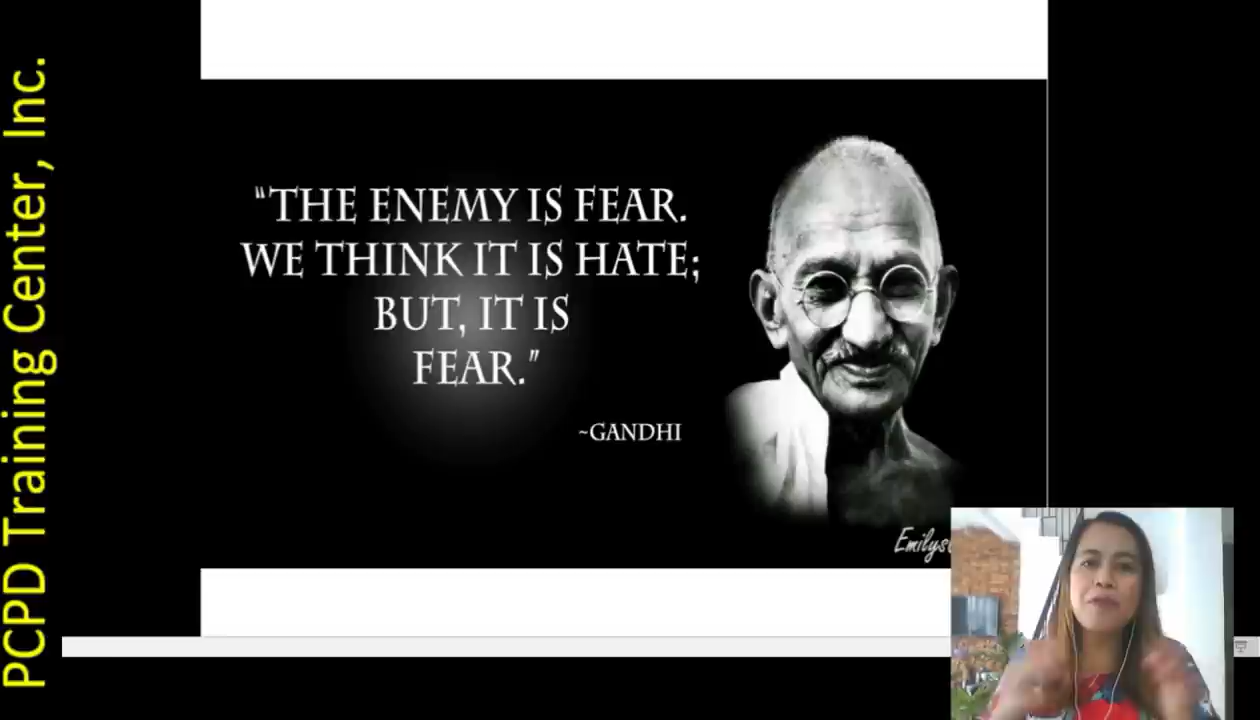 PCPD Training Center, Inc.
“THE ENEMY IS FEAR.
WE THINK IT IS HATE;
BUT, IT IS
FEAR.”
~GANDHI